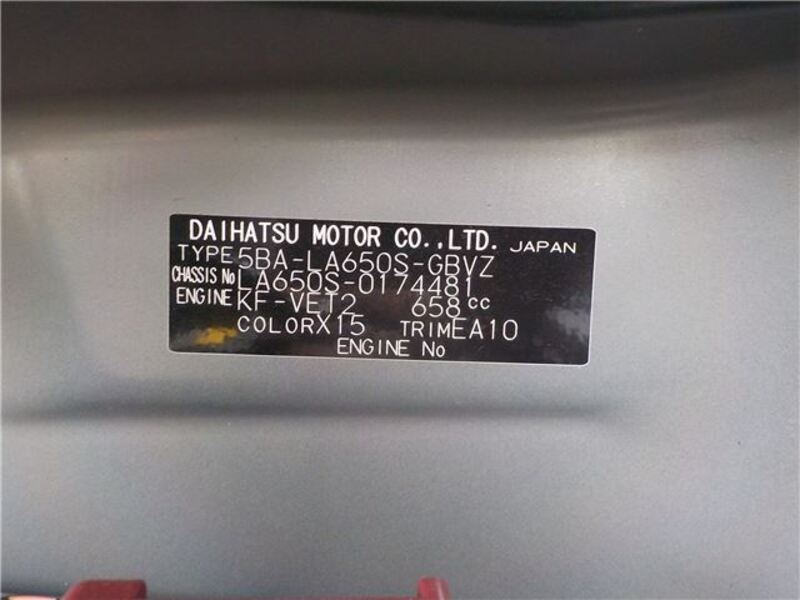 DAIHATSU MOTOR CO.,LTD. JAPAN
TYPE 5BA-LA650S-GBVZ
CHASSIS No LA650S-0174481
ENGINE KF-VET2 658cc
COLOR X15 TRIM EA10
ENGINE No